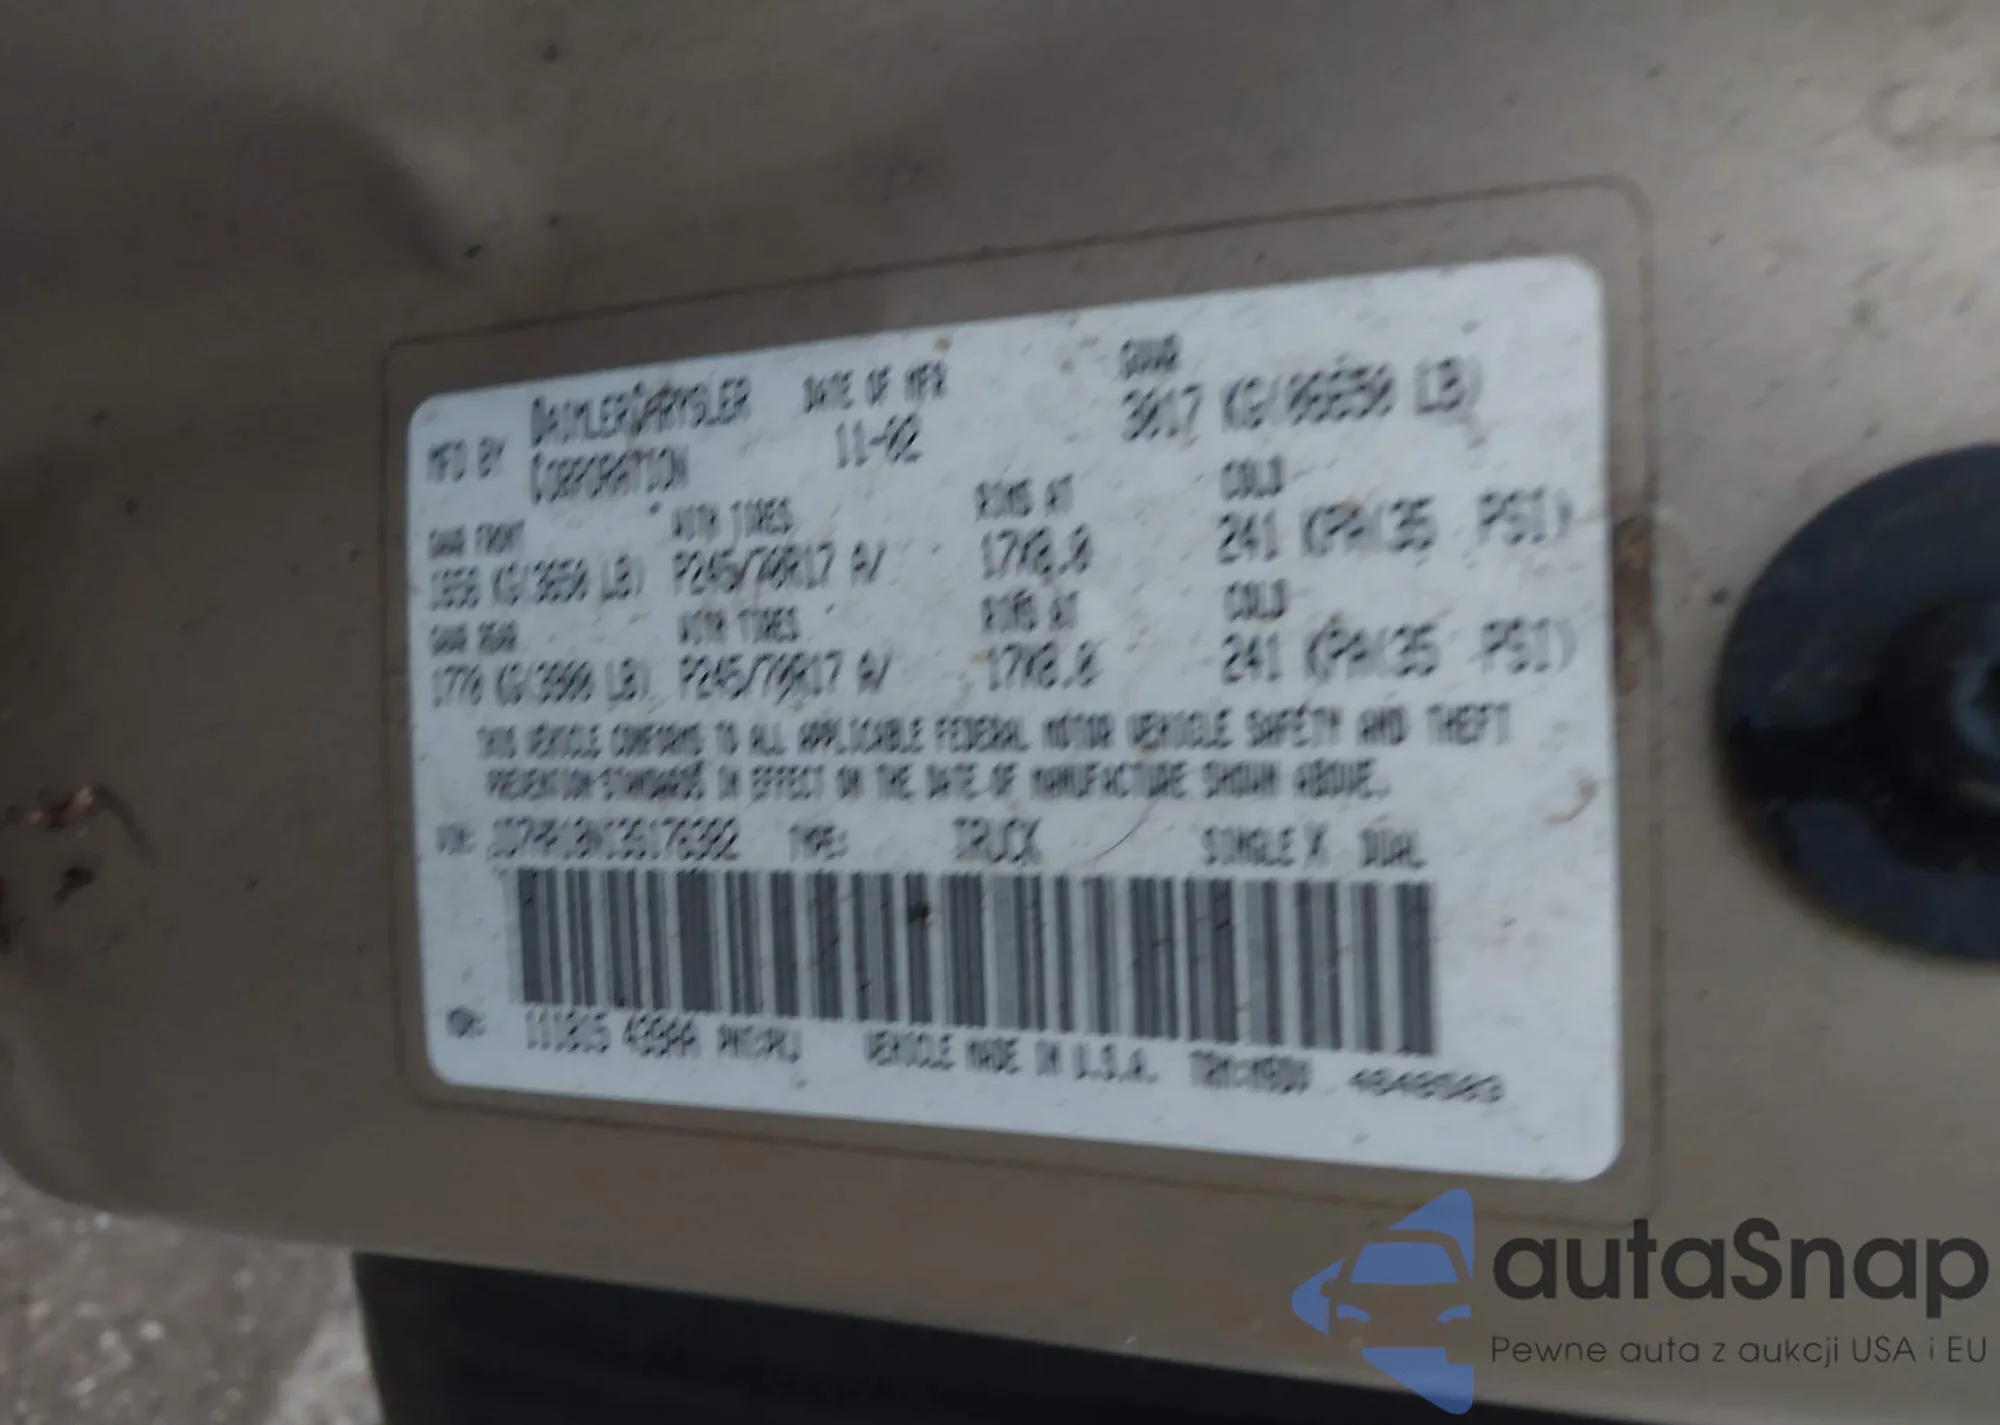 MFD BY DAIMLERCHRYSLER CORPORATION DATE OF MFR 11-02 GVWR 3017 KG(06650 LB)
GAWR FRONT WITH TIRES RIMS AT COLD
KG(3650 LB) P245/70R17 A/ 17X8.0 241 KPA(35 PSI)
GAWR REAR WITH TIRES RIMS AT COLD
1770 KG(3900 LB) P245/70R17 A/ 17X8.0 241 KPA(35 PSI)
THIS VEHICLE CONFORMS TO ALL APPLICABLE FEDERAL MOTOR VEHICLE SAFETY AND THEFT
PREVENTION STANDARDS IN EFFECT ON THE DATE OF MANUFACTURE SHOWN ABOVE.
VIN: TYPE: TRUCK SINGLE X DUAL
MDH: VEHICLE MADE IN U.S.A.
autaSnap
Pewne auta z aukcji USA i EU